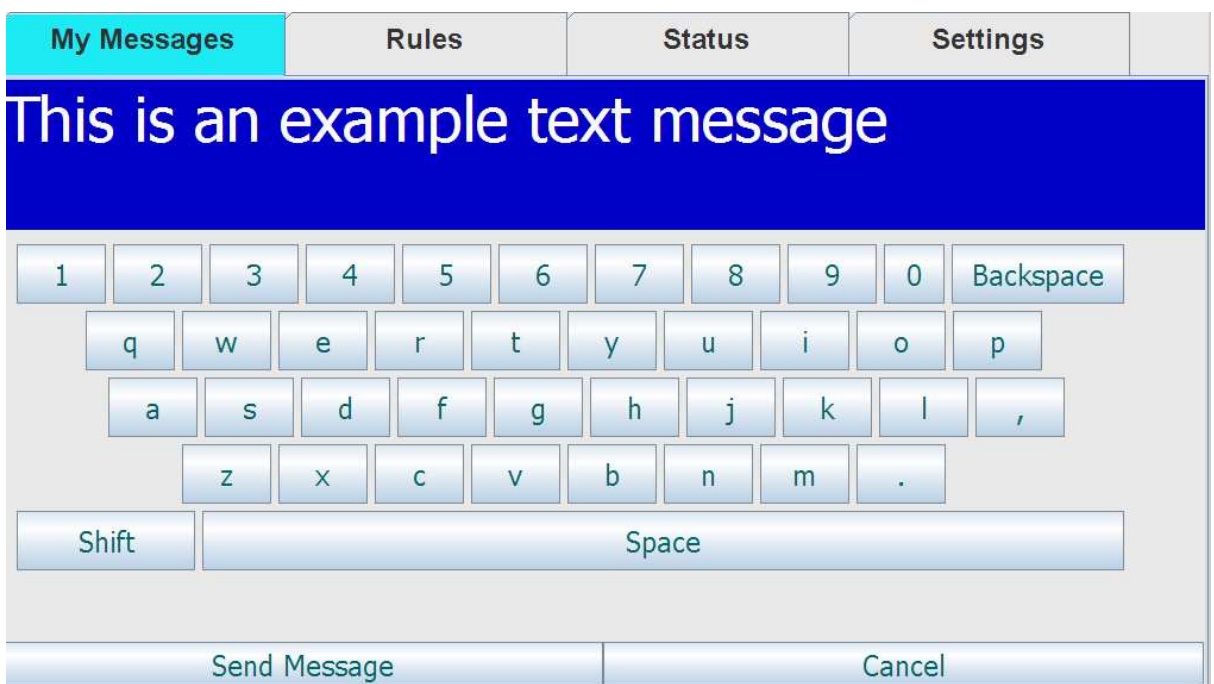 My Messages Rules Status Settings
This is an example text message
1 2 3 4 5 6 7 8 9 0 Backspace
q w e r t y u i o p
a s d f g h j k l ,
z x c v b n m .
Shift Space
Send Message Cancel